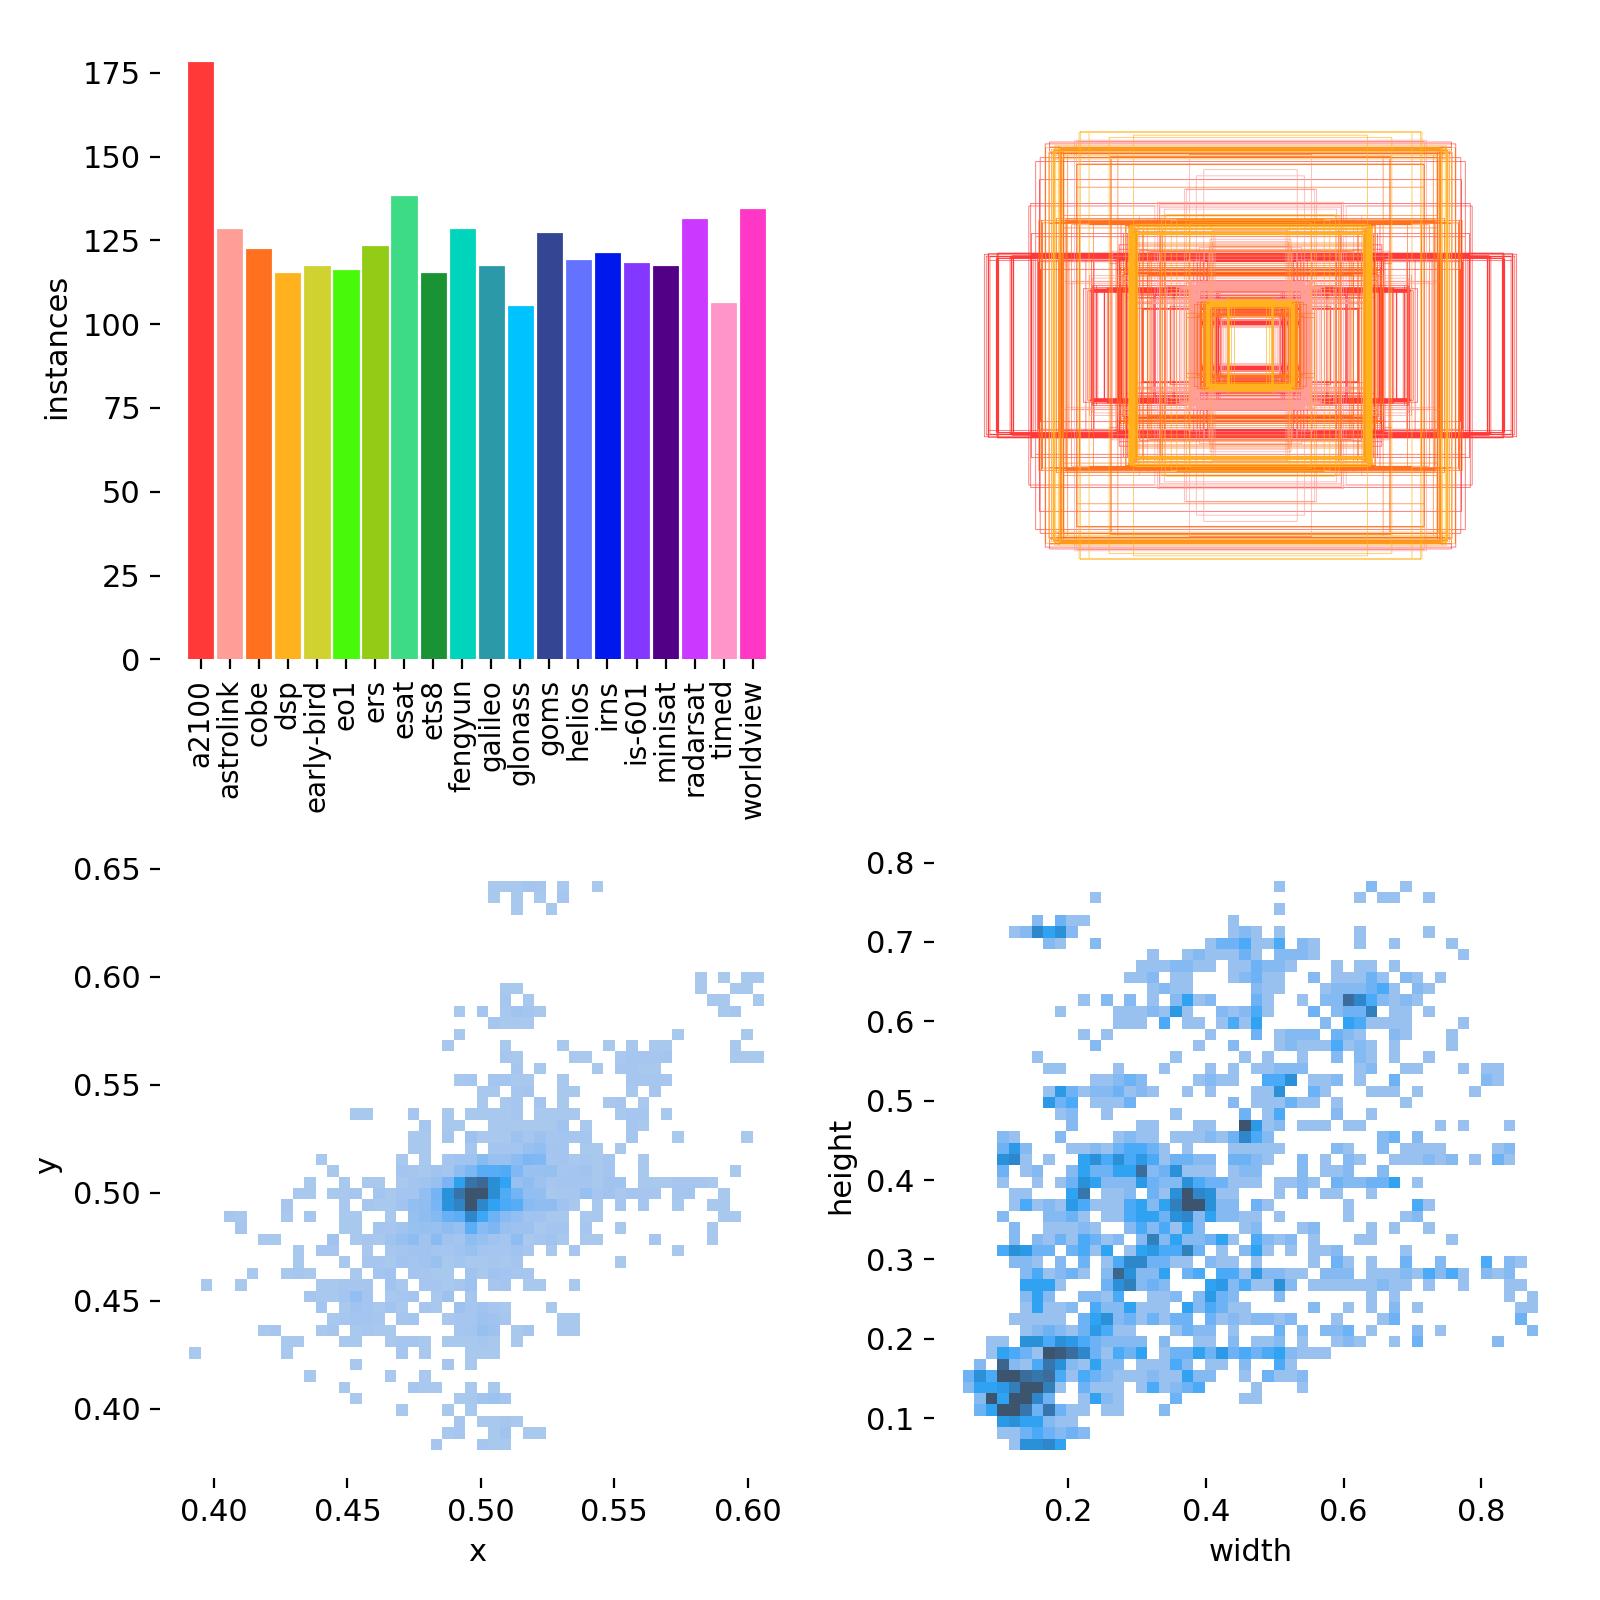 175
150
125
100
75
50
25
0
instances
a2100
astrolink
cobe
dsp
early-bird
eo1
ers
esat
ets8
fengyun
galileo
glonass
goms
helios
irns
is-601
minisat
radarsat
timed
worldview
0.65
0.60
0.55
0.50
0.45
0.40
y
0.40 0.45 0.50 0.55 0.60
x
0.8
0.7
0.6
0.5
0.4
0.3
0.2
0.1
height
0.2 0.4 0.6 0.8
width